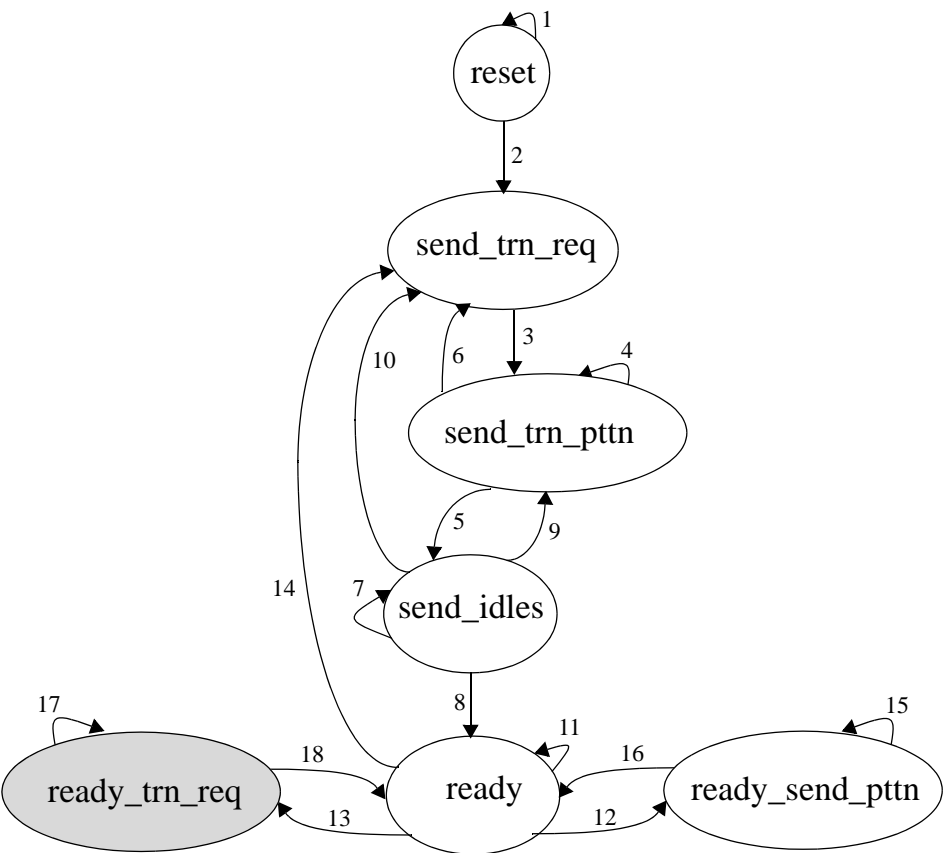 1
reset
2
send_trn_req
3
10
6
4
send_trn_pttn
5
9
14
7
send_idles
8
17
11
15
18
16
ready_trn_req
ready
ready_send_pttn
13
12